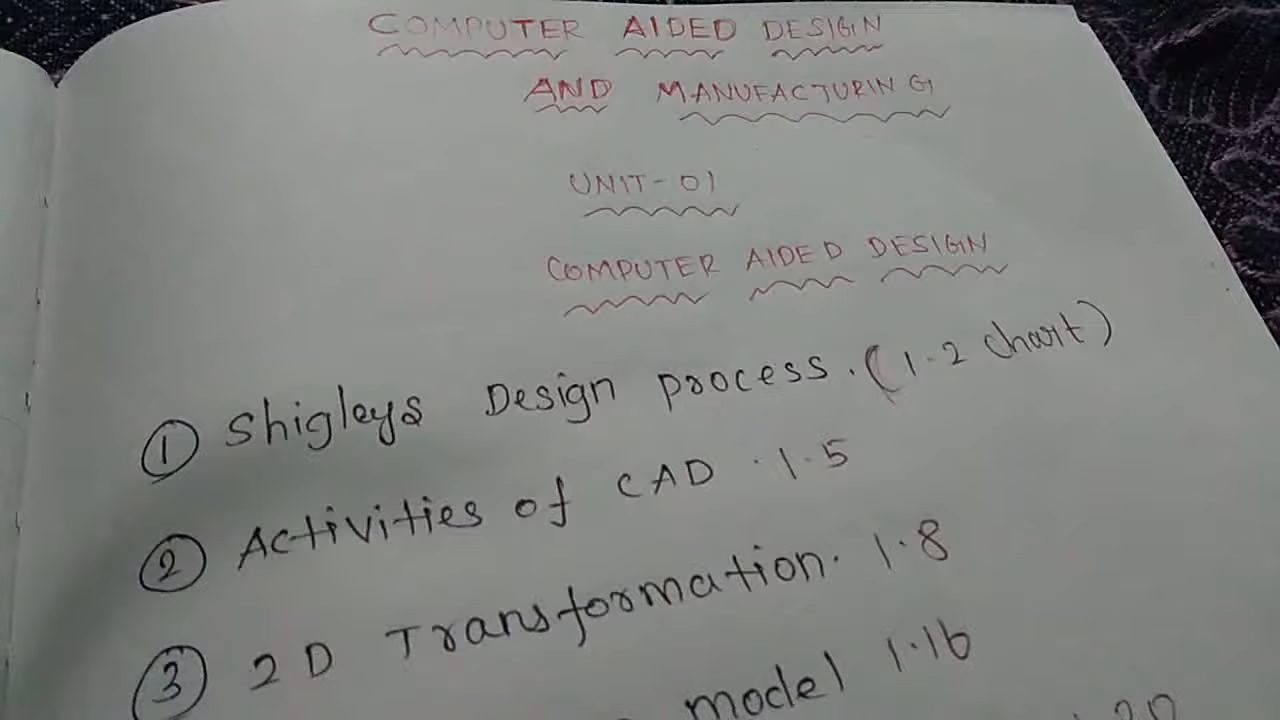 COMPUTER AIDED DESIGN
AND MANUFACTURING
UNIT-01
COMPUTER AIDED DESIGN
① Shigleys Design process. (1.2 chart)
② Activities of CAD . 1.5
③ 2D Transformation. 1.8
model 1.16
20